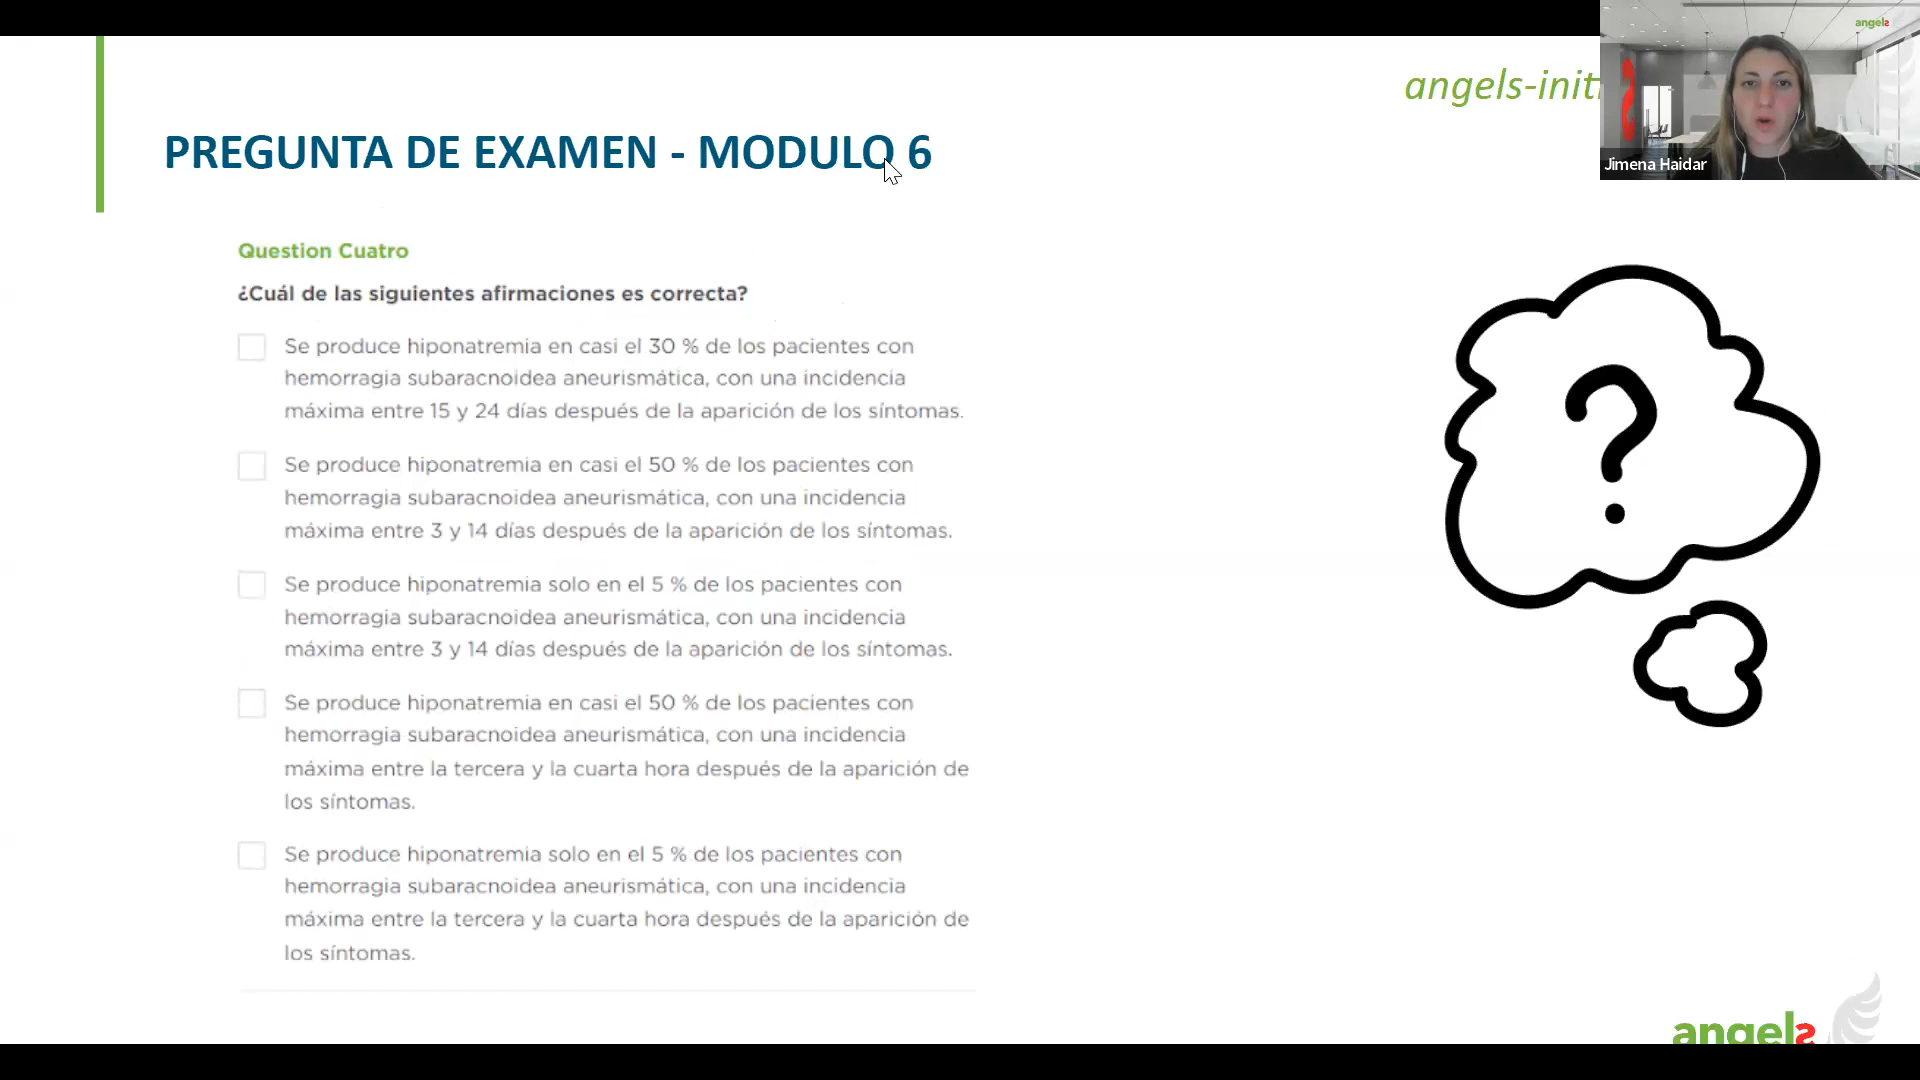 angels
angels-initi
Jimena Haidar
PREGUNTA DE EXAMEN - MODULO 6
Question Cuatro
¿Cuál de las siguientes afirmaciones es correcta?
Se produce hiponatremia en casi el 30 % de los pacientes con
hemorragia subaracnoidea aneurismática, con una incidencia
máxima entre 15 y 24 días después de la aparición de los síntomas.
Se produce hiponatremia en casi el 50 % de los pacientes con
hemorragia subaracnoidea aneurismática, con una incidencia
máxima entre 3 y 14 días después de la aparición de los síntomas.
Se produce hiponatremia solo en el 5 % de los pacientes con
hemorragia subaracnoidea aneurismática, con una incidencia
máxima entre 3 y 14 días después de la aparición de los síntomas.
Se produce hiponatremia en casi el 50 % de los pacientes con
hemorragia subaracnoidea aneurismática, con una incidencia
máxima entre la tercera y la cuarta hora después de la aparición de
los síntomas.
Se produce hiponatremia solo en el 5 % de los pacientes con
hemorragia subaracnoidea aneurismática, con una incidencia
máxima entre la tercera y la cuarta hora después de la aparición de
los síntomas.
?
angels